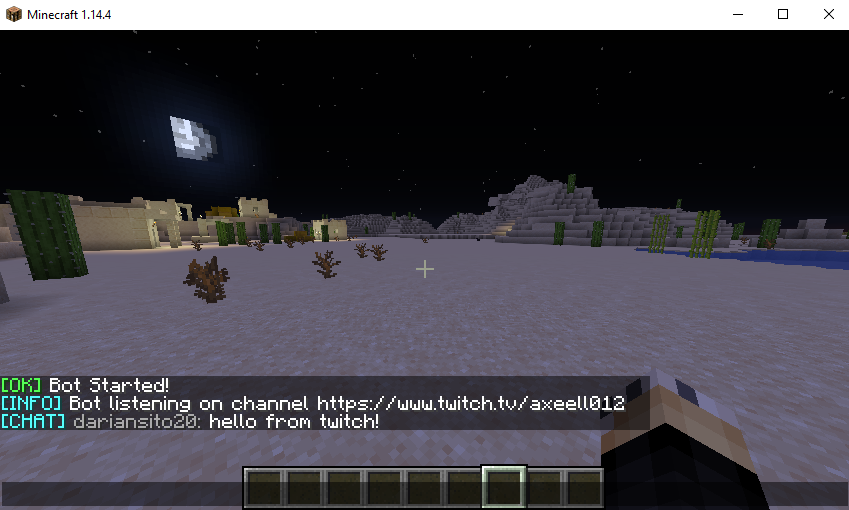 Minecraft 1.14.4
[OK] Bot Started!
[INFO] Bot listening on channel https://www.twitch.tv/axeell012
[CHAT] dariansito20: hello from twitch!